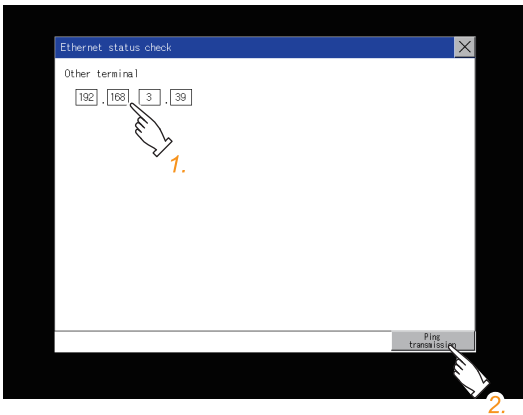 Ethernet status check
Other terminal
192 . 168 . 3 . 39
1.
Ping
transmission
2.